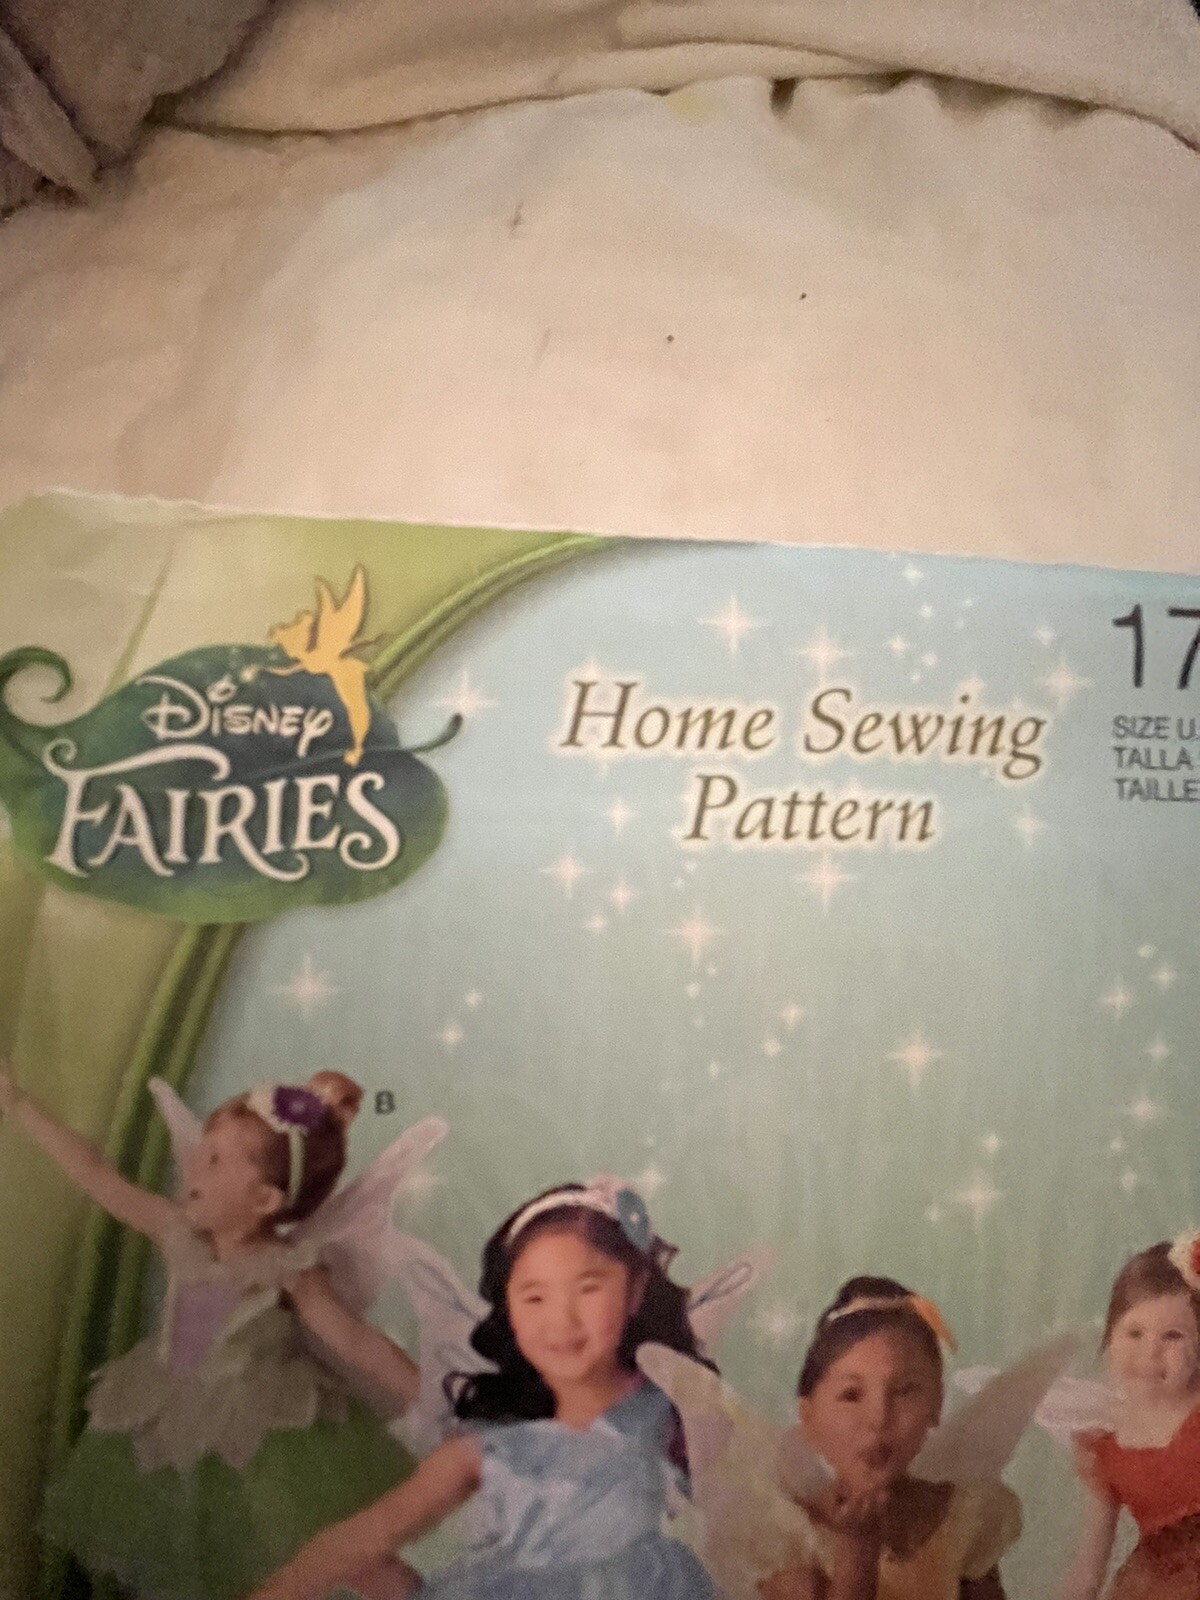 DISNEY
FAIRIES
Home Sewing
Pattern
17
SIZE U.
TALLA
TAILLE
B